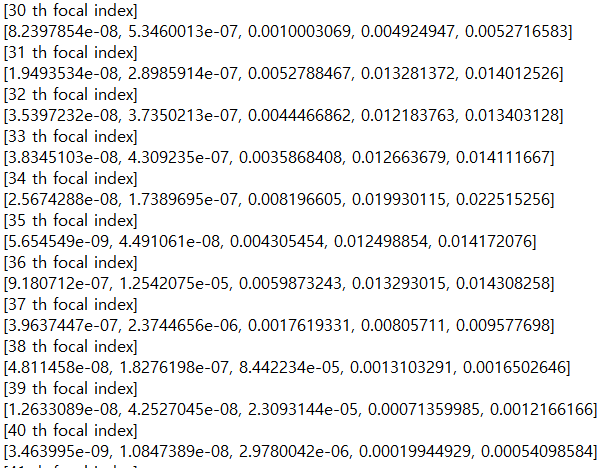 [30 th focal index]
[8.2397854e-08, 5.3460013e-07, 0.0010003069, 0.004924947, 0.0052716583]
[31 th focal index]
[1.9493534e-08, 2.8985914e-07, 0.0052788467, 0.013281372, 0.014012526]
[32 th focal index]
[3.5397232e-08, 3.7350213e-07, 0.0044466862, 0.012183763, 0.013403128]
[33 th focal index]
[3.8345103e-08, 4.309235e-07, 0.0035868408, 0.012663679, 0.014111667]
[34 th focal index]
[2.5674288e-08, 1.7389695e-07, 0.008196605, 0.019930115, 0.022515256]
[35 th focal index]
[5.654549e-09, 4.491061e-08, 0.004305454, 0.012498854, 0.014172076]
[36 th focal index]
[9.180712e-07, 1.2542075e-05, 0.0059873243, 0.013293015, 0.014308258]
[37 th focal index]
[3.9637447e-07, 2.3744656e-06, 0.0017619331, 0.00805711, 0.009577698]
[38 th focal index]
[4.811458e-08, 1.8276198e-07, 8.442234e-05, 0.0013103291, 0.0016502646]
[39 th focal index]
[1.2633089e-08, 4.2527045e-08, 2.3093144e-05, 0.00071359985, 0.0012166166]
[40 th focal index]
[3.463995e-09, 1.0847389e-08, 2.9780042e-06, 0.00019944929, 0.00054098584]